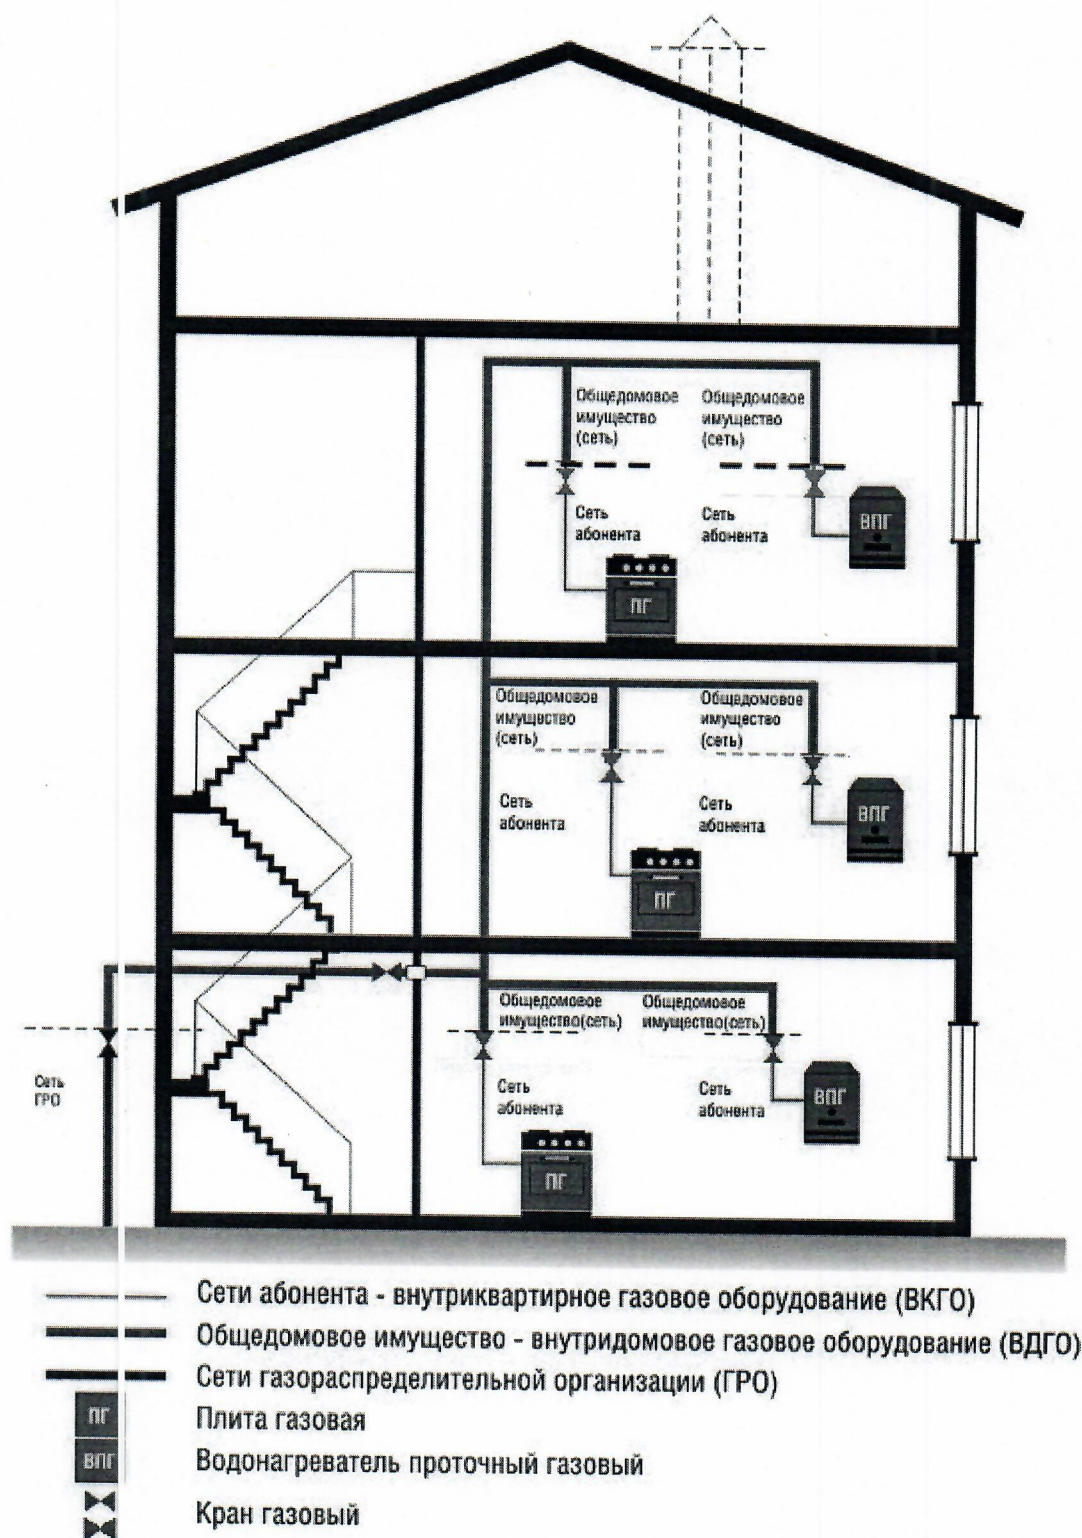 Общедомовое
имущество
(сеть)
Общедомовое
имущество
(сеть)
Сеть
абонента
Сеть
абонента
ВПГ
ПГ
Общедомовое
имущество
(сеть)
Общедомовое
имущество
(сеть)
Сеть
абонента
Сеть
абонента
ВПГ
ПГ
Общедомовое
имущество(сеть)
Общедомовое
имущество(сеть)
Сеть
ГРО
Сеть
абонента
Сеть
абонента
ВПГ
ПГ
Сети абонента - внутриквартирное газовое оборудование (ВКГО)
Общедомовое имущество - внутридомовое газовое оборудование (ВДГО)
Сети газораспределительной организации (ГРО)
ПГ Плита газовая
ВПГ Водонагреватель проточный газовый
Кран газовый